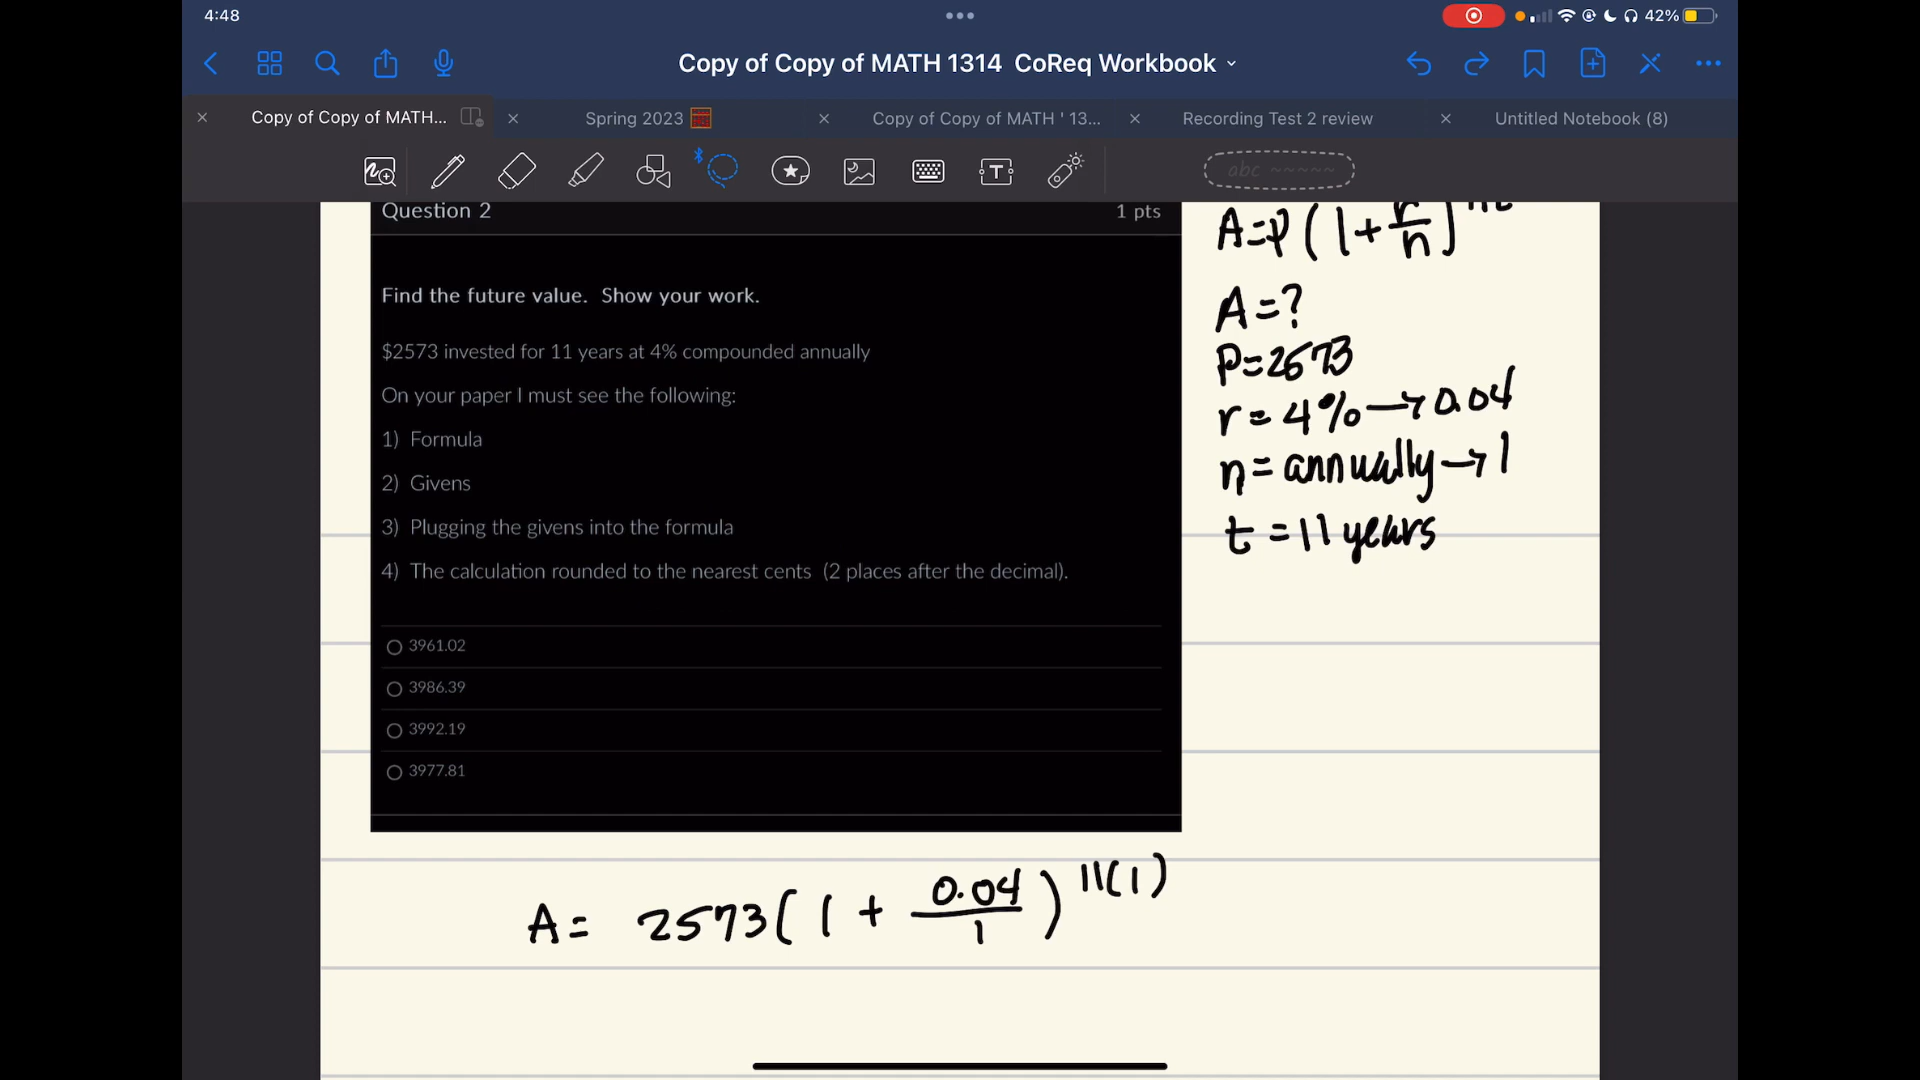 4:48
42%
Copy of Copy of MATH 1314 CoReq Workbook
Copy of Copy of MATH...
Spring 2023
Copy of Copy of MATH ' 13...
Recording Test 2 review
Untitled Notebook (8)
T
abc ~~~~~
Question 2
1 pts
Find the future value. Show your work.
$2573 invested for 11 years at 4% compounded annually
On your paper I must see the following:
1) Formula
2) Givens
3) Plugging the givens into the formula
4) The calculation rounded to the nearest cents (2 places after the decimal).
3961.02
3986.39
3992.19
3977.81
A=P(1+r/n)^nt
A=?
P=2573
r=4%→0.04
n=annually→1
t=11 years
A= 2573(1+0.04/1)^11(1)